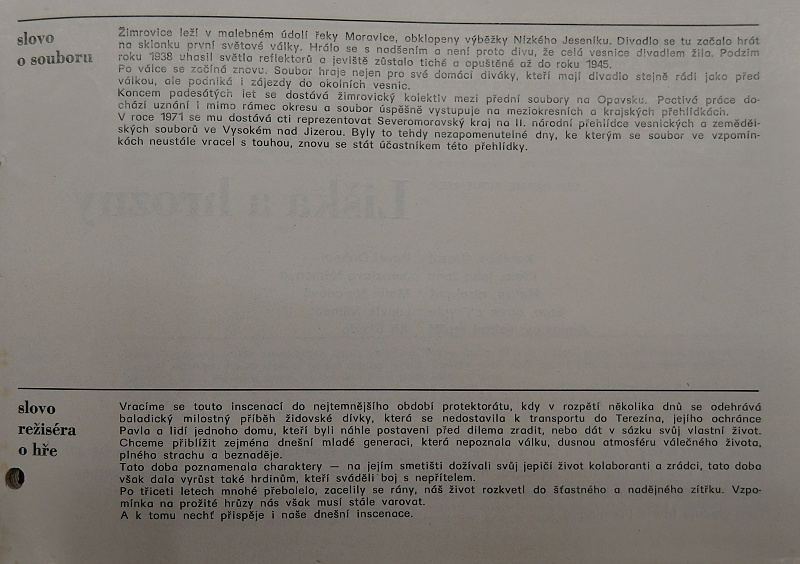 slovo
o souboru
Žimrovice leží v malebném údolí řeky Moravice, obklopeny výběžky Nízkého Jeseníku. Divadlo se tu začalo hrát
na sklonku první světové války. Hrálo se s nadšením a není proto divu, že celá vesnice divadlem žila. Podzim
roku 1938 uhasil světla reflektorů a jeviště zůstalo tiché a opuštěné až do roku 1945.
Po válce se začíná znovu. Soubor hraje nejen pro své domácí diváky, kteří mají divadlo stejně rádi jako před
válkou, ale podniká i zájezdy do okolních vesnic.
Koncem padesátých let se dostává žimrovický kolektiv mezi přední soubory na Opavsku. Poctivá práce do-
chází uznání i mimo rámec okresu a soubor úspěšně vystupuje na meziokresních a krajských přehlídkách.
V roce 1971 se mu dostává cti reprezentovat Severomoravský kraj na II. národní přehlídce vesnických a zeměděl-
ských souborů ve Vysokém nad Jizerou. Byly to tehdy nezapomenutelné dny, ke kterým se soubor ve vzpomín-
kách neustále vracel s touhou, znovu se stát účastníkem této přehlídky.
Liška a hrozny
slovo
režiséra
o hře
Vracíme se touto inscenací do nejtemnějšího období protektorátu, kdy v rozpětí několika dnů se odehrává
baladický milostný příběh židovské dívky, která se nedostavila k transportu do Terezína, jejího ochránce
Pavla a lidí jednoho domu, kteří byli náhle postaveni před dilema zradit, nebo dát v sázku svůj vlastní život.
Chceme přiblížit zejména dnešní mladé generaci, která nepoznala válku, dusnou atmosféru válečného života,
plného strachu a beznaděje.
Tato doba poznamenala charaktery — na jejím smetišti dožívali svůj jepičí život kolaboranti a zrádci, tato doba
však dala vyrůst také hrdinům, kteří sváděli boj s nepřítelem.
Po třiceti letech mnohé přebolelo, zacelily se rány, náš život rozkvetl do šťastného a nadějného zítřku. Vzpo-
mínka na prožité hrůzy nás však musí stále varovat.
A k tomu nechť přispěje i naše dnešní inscenace.